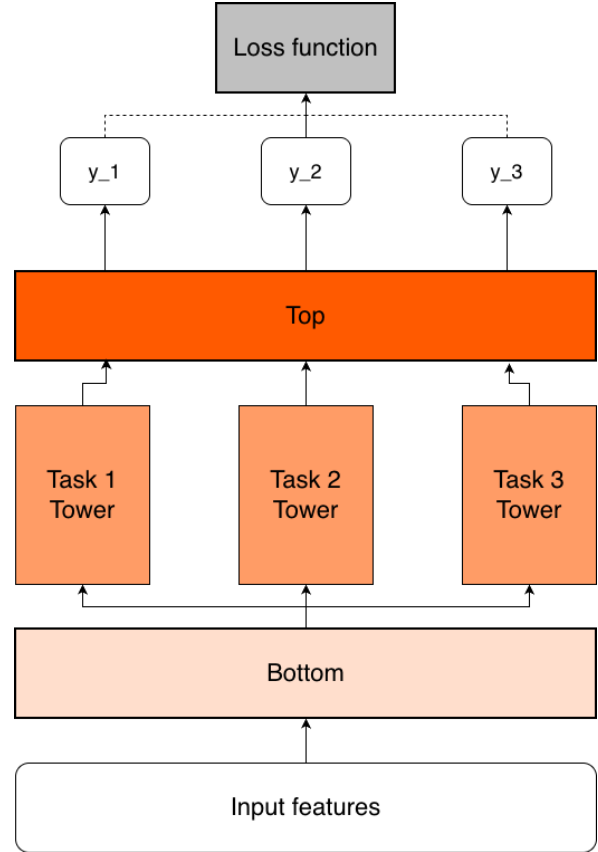 Loss function
y_1
y_2
y_3
Top
Task 1
Tower
Task 2
Tower
Task 3
Tower
Bottom
Input features